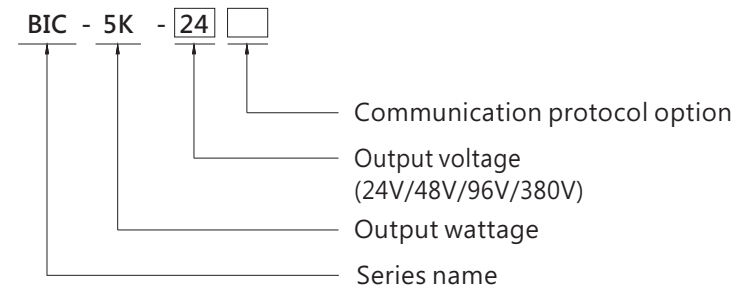 BIC - 5K - 24
Communication protocol option
Output voltage
(24V/48V/96V/380V)
Output wattage
Series name